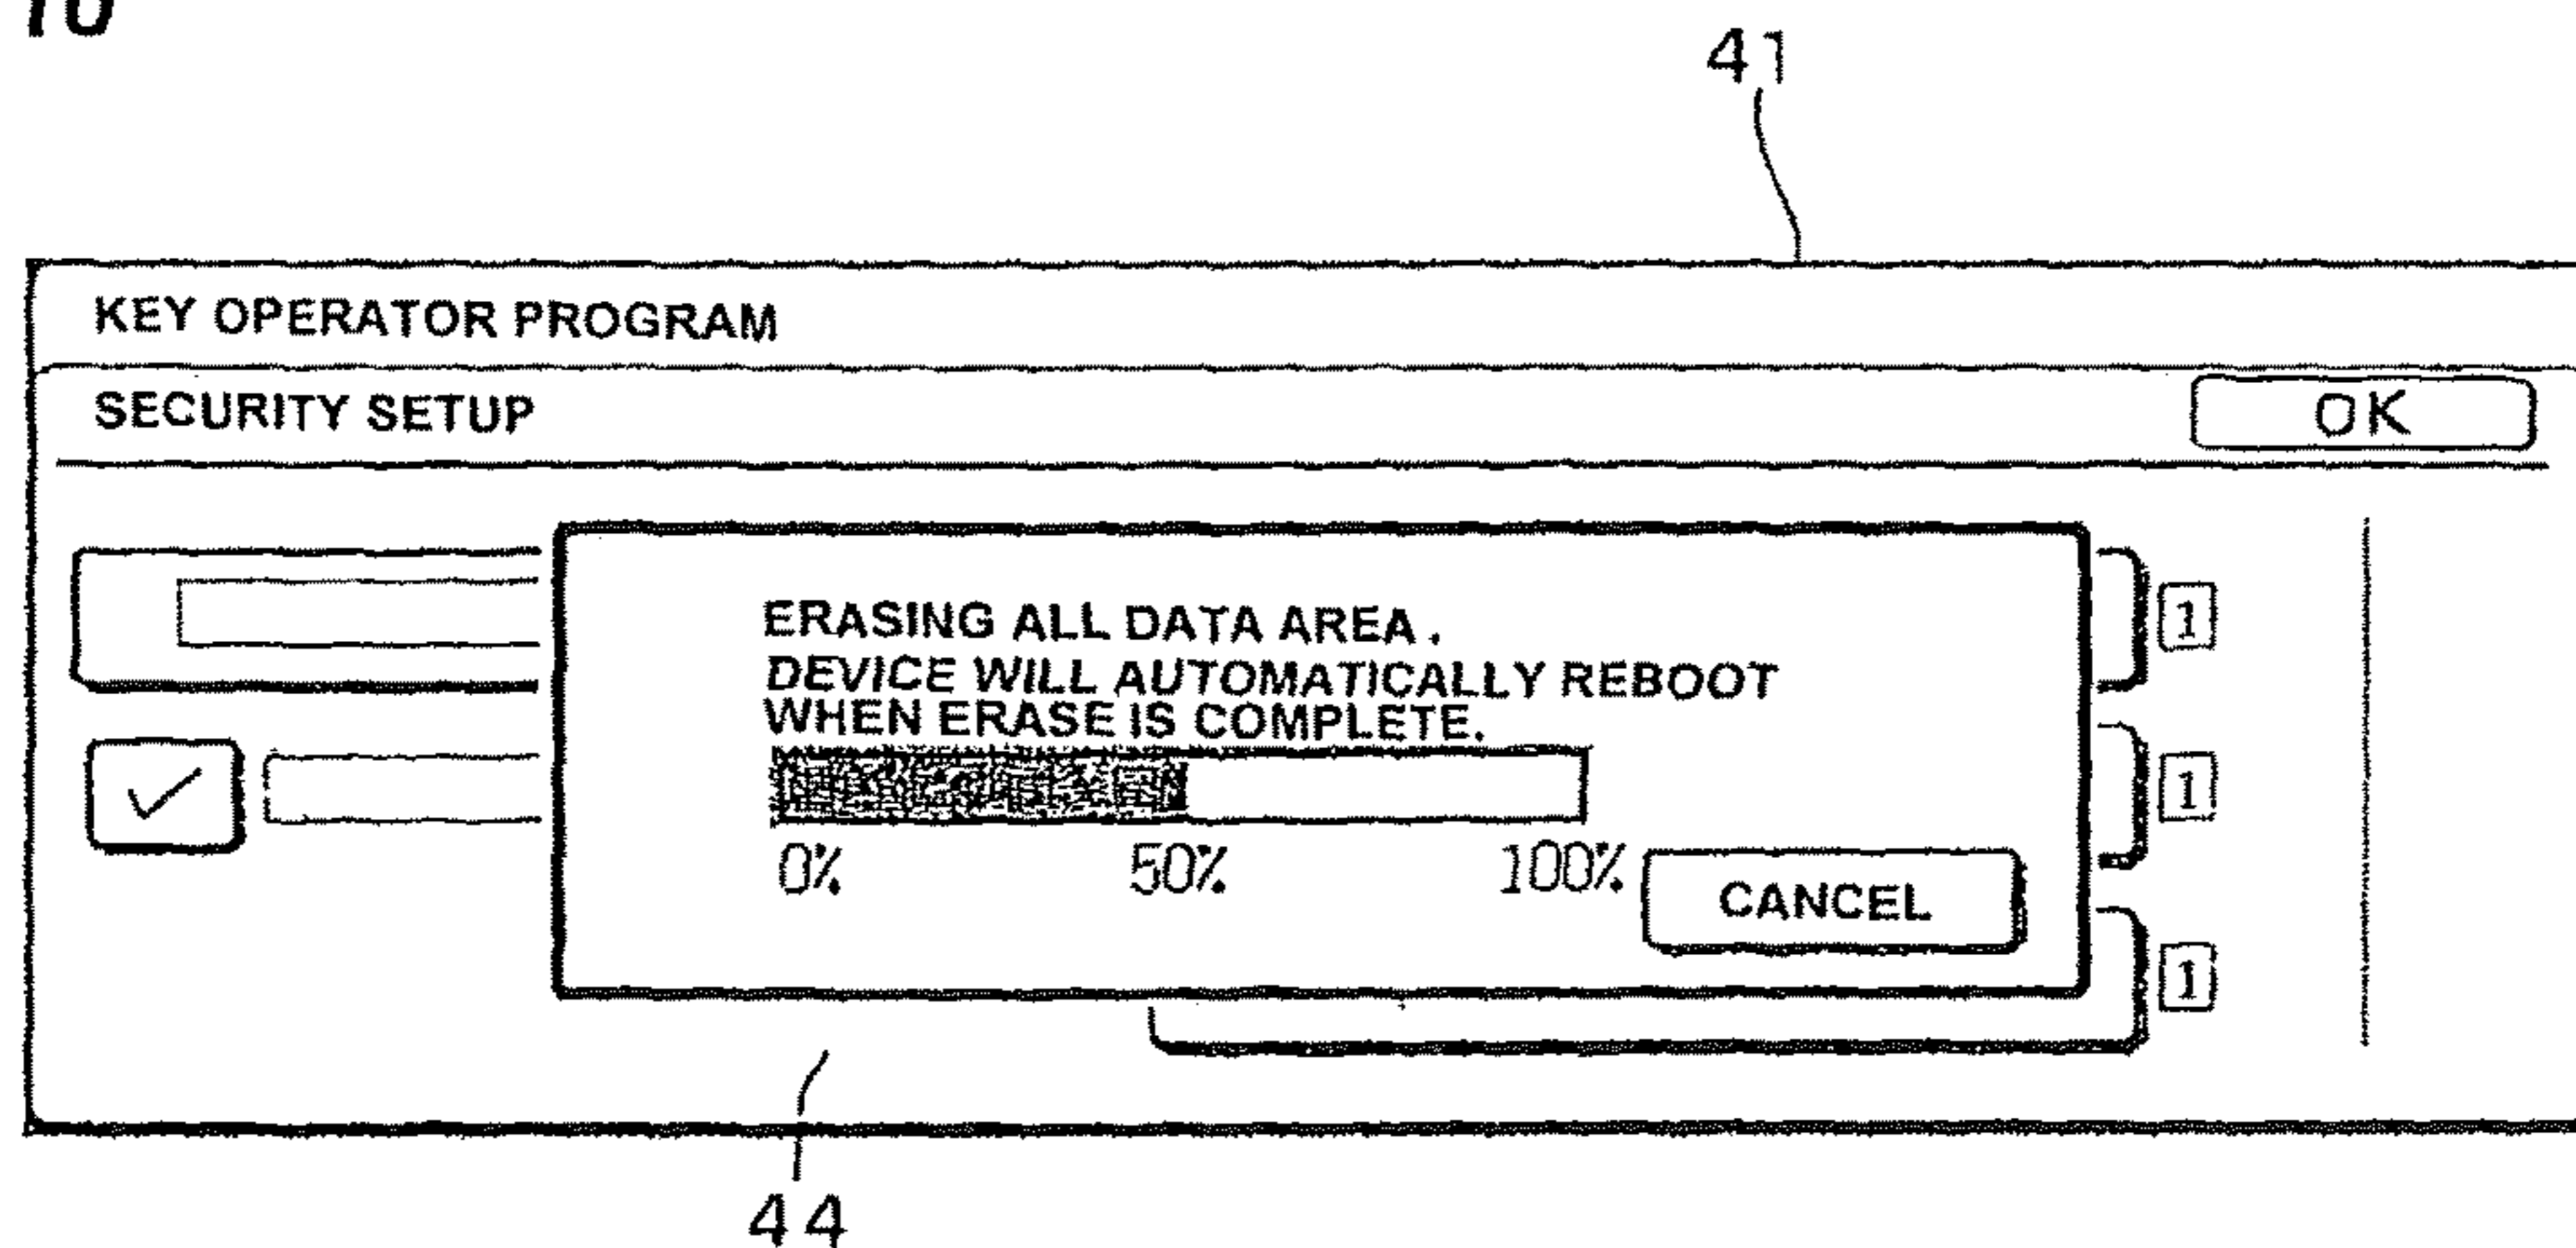 41
KEY OPERATOR PROGRAM
SECURITY SETUP
OK
ERASING ALL DATA AREA.
DEVICE WILL AUTOMATICALLY REBOOT
WHEN ERASE IS COMPLETE.
0% 50% 100%
CANCEL
1
1
1
44